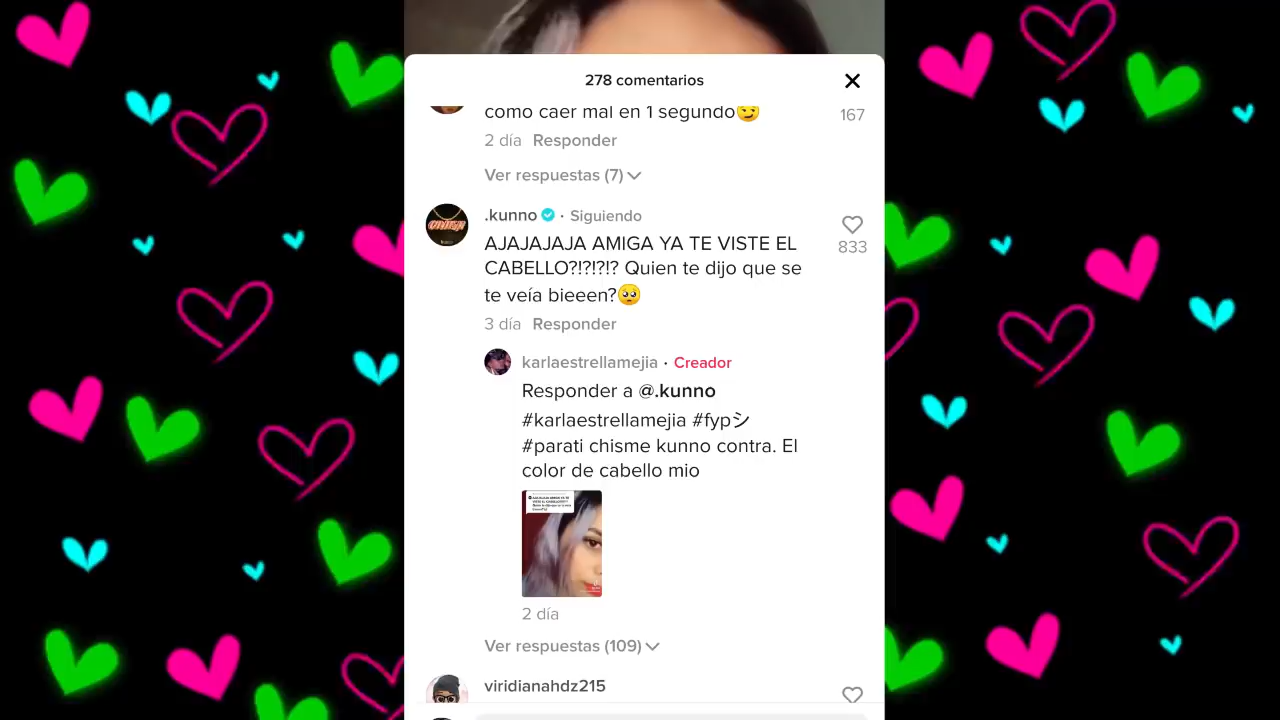 278 comentarios
como caer mal en 1 segundo😏
167
2 día Responder
Ver respuestas (7)
.kunno · Siguiendo
AJAJAJAJA AMIGA YA TE VISTE EL
CABELLO?!?!?!? Quien te dijo que se
te veía bieeen?🥺
833
3 día Responder
karlaestrellamejia · Creador
Responder a @.kunno
#karlaestrellamejia #fypシ
#parati chisme kunno contra. El
color de cabello mio
2 día
Ver respuestas (109)
viridianahdz215